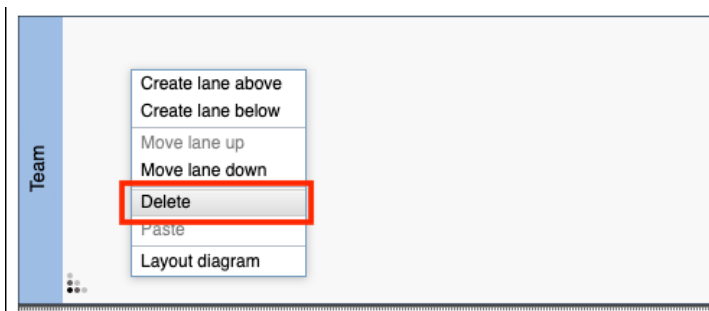 Team
Create lane above
Create lane below
Move lane up
Move lane down
Delete
Paste
Layout diagram